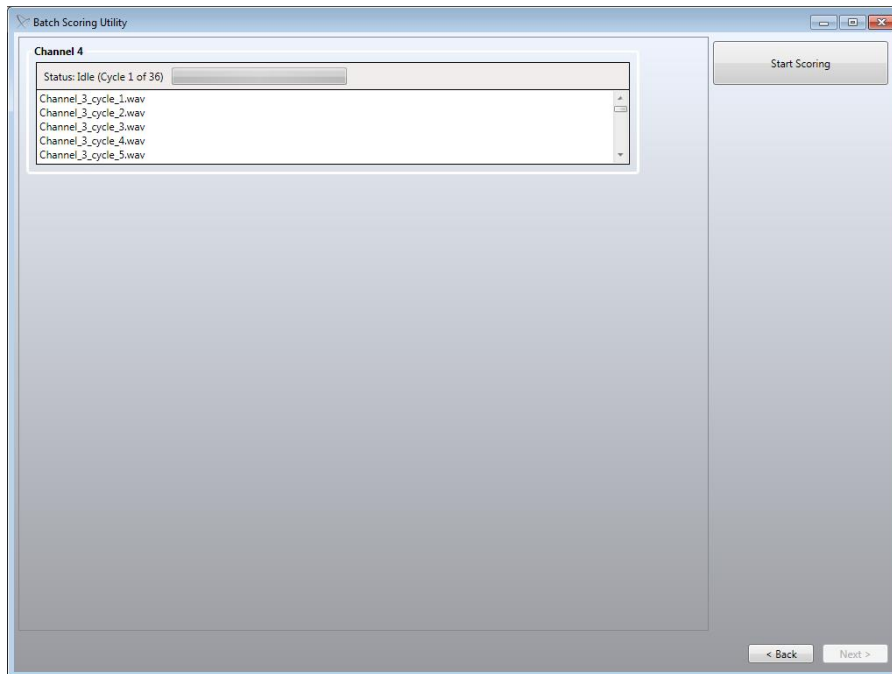 Batch Scoring Utility
Channel 4
Start Scoring
Status: Idle (Cycle 1 of 36)
Channel_3_cycle_1.wav
Channel_3_cycle_2.wav
Channel_3_cycle_3.wav
Channel_3_cycle_4.wav
Channel_3_cycle_5.wav
< Back
Next >